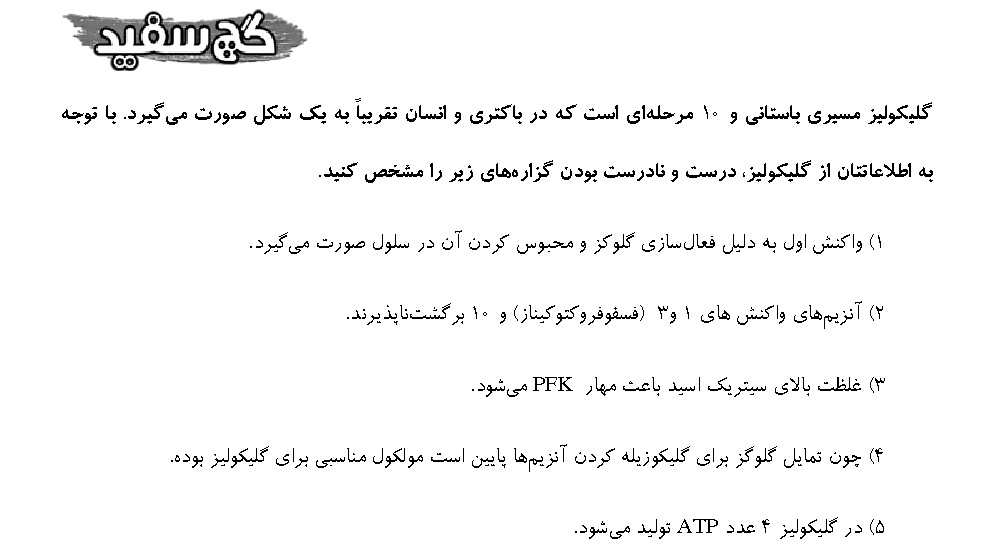 گچ سفید
گلیکولیز مسیری باستانی و ۱۰ مرحله‌ای است که در باکتری و انسان تقریباً به یک شکل صورت می‌گیرد. با توجه
به اطلاعاتتان از گلیکولیز، درست و نادرست بودن گزاره‌های زیر را مشخص کنید.
۱) واکنش اول به دلیل فعال‌سازی گلوکز و محبوس کردن آن در سلول صورت می‌گیرد.
۲) آنزیم‌های واکنش های ۱ و۳ (فسفوفروکتوکیناز) و ۱۰ برگشت‌ناپذیرند.
۳) غلظت بالای سیتریک اسید باعث مهار PFK می‌شود.
۴) چون تمایل گلوگز برای گلیکوزیله کردن آنزیم‌ها پایین است مولکول مناسبی برای گلیکولیز بوده.
۵) در گلیکولیز ۴ عدد ATP تولید می‌شود.